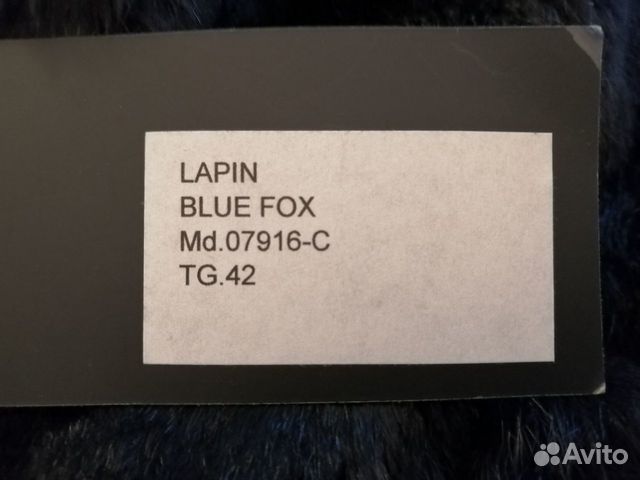 LAPIN
BLUE FOX
Md.07916-C
TG.42
Avito